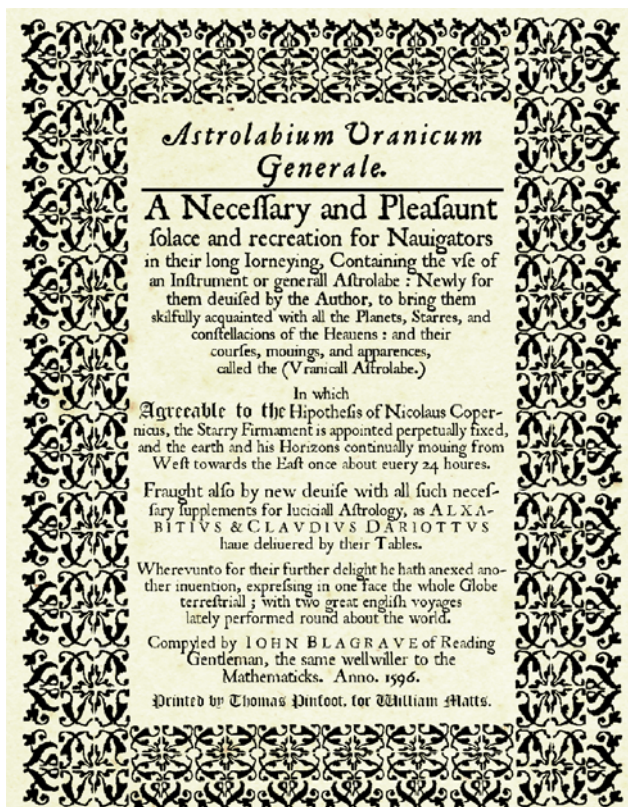 Astrolabium Vranicum
Generale.
A Neceſſary and Pleaſaunt
ſolace and recreation for Nauigators
in their long Iorneying, Containing the vſe of
an Inſtrument or generall Aſtrolabe : Newly for
them deuiſed by the Author, to bring them
skilfully acquainted with all the Planets, Starres, and
conſtellacions of the Heauens : and their
courſes, mouings, and apparences,
called the (Vranicall Aſtrolabe.)
In which
Agreeable to the Hipotheſis of Nicolaus Coper-
nicus, the Starry Firmament is appointed perpetually fixed,
and the earth and his Horizons continually mouing from
Weſt towards the Eaſt once about euery 24 houres.
Fraught alſo by new deuiſe with all ſuch neceſ-
ſary ſupplements for Iuciciall Aſtrology, as ALXA-
BITIVS & CLAVDIVS DARIOTTVS
haue deliuered by their Tables.
Wherevnto for their further delight he hath anexed ano-
ther inuention, expreſsing in one face the whole Globe
terreſtriall ; with two great engliſh voyages
lately performed round about the world.
Compyled by IOHN BLAGRAVE of Reading
Gentleman, the same wellwiller to the
Mathematicks. Anno. 1596.
Printed by Thomas Pinfoot. for William Matts.